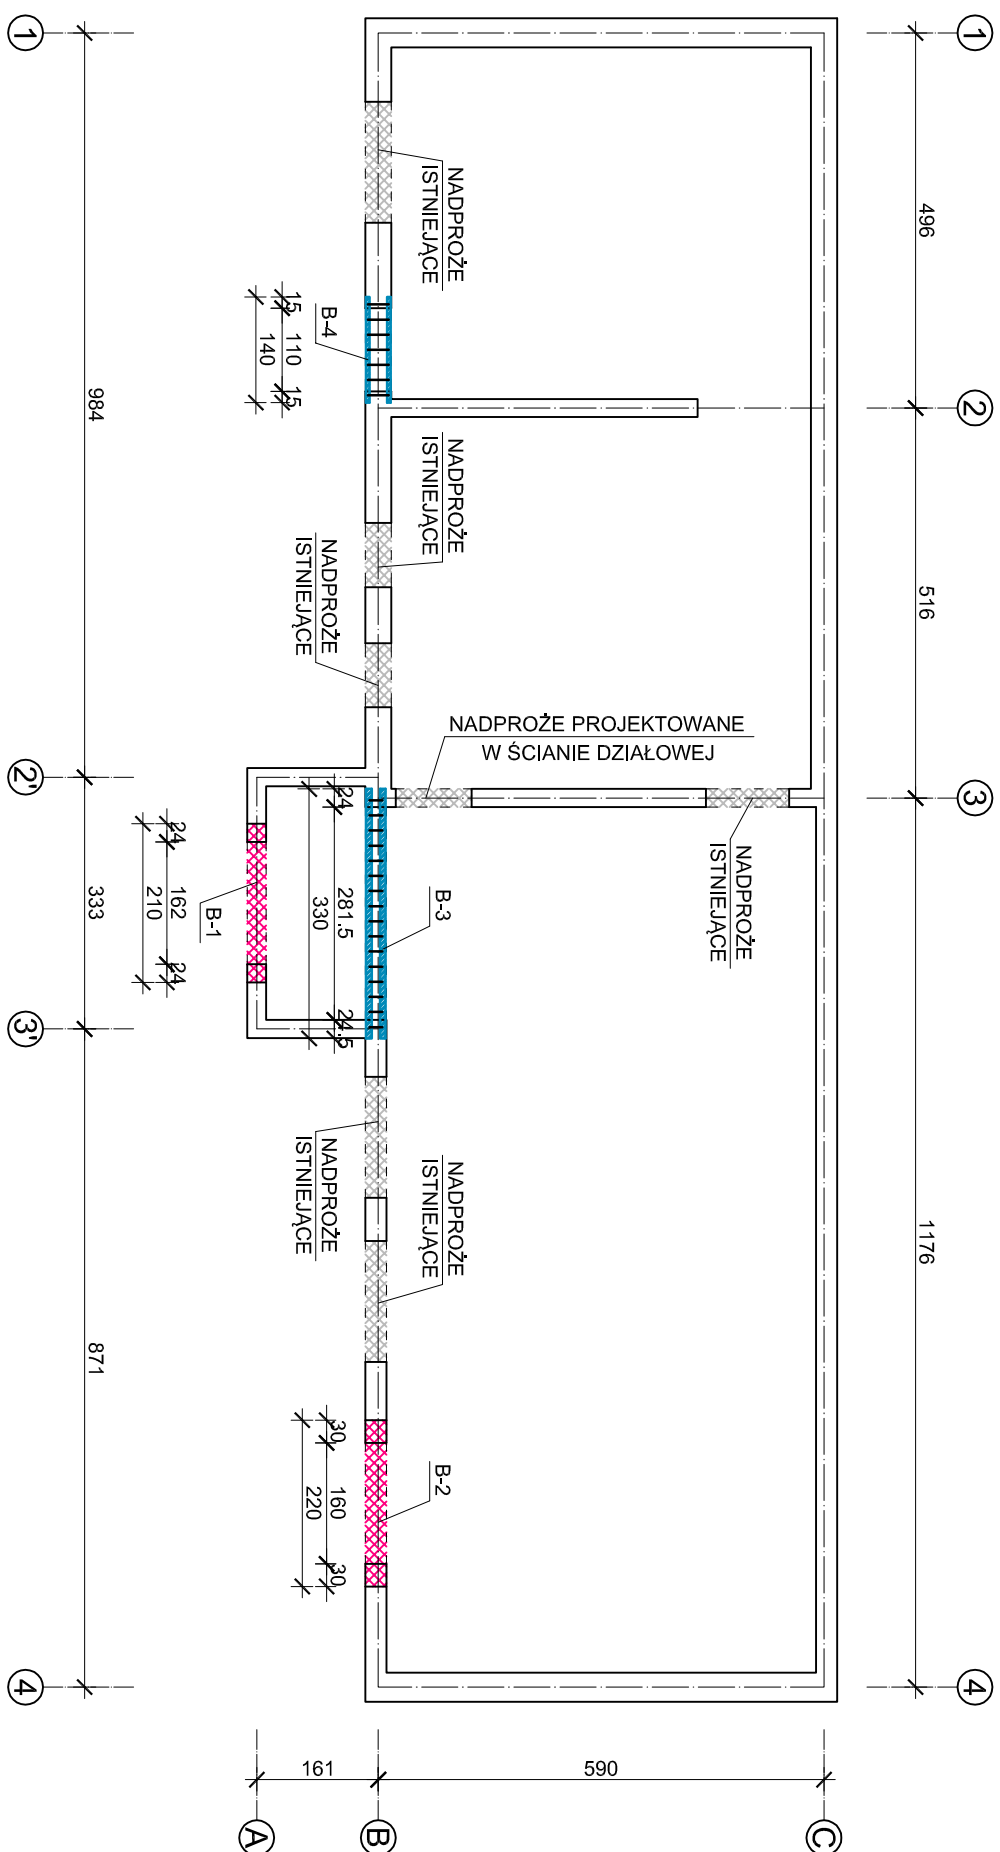 1
2
3
4
496
516
1176
NADPROŻE
ISTNIEJĄCE
NADPROŻE
ISTNIEJĄCE
NADPROŻE
ISTNIEJĄCE
NADPROŻE PROJEKTOWANE
W ŚCIANIE DZIAŁOWEJ
NADPROŻE
ISTNIEJĄCE
NADPROŻE
ISTNIEJĄCE
NADPROŻE
ISTNIEJĄCE
B-4
15
110
15
140
B-3
24
281.5
24.5
330
B-1
24
162
24
210
B-2
30
160
30
220
984
333
871
1
2'
3'
4
161
590
A
B
C